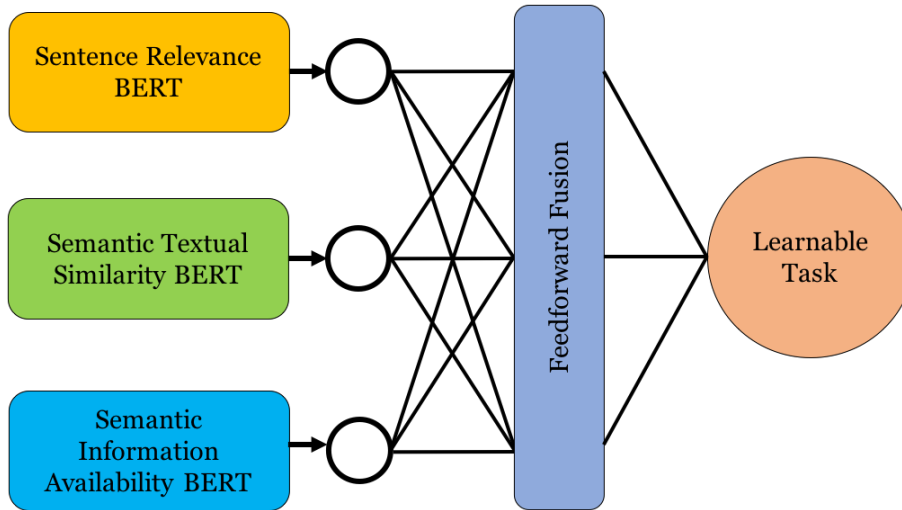 Sentence Relevance
BERT
Semantic Textual
Similarity BERT
Semantic
Information
Availability BERT
Feedforward Fusion
Learnable
Task